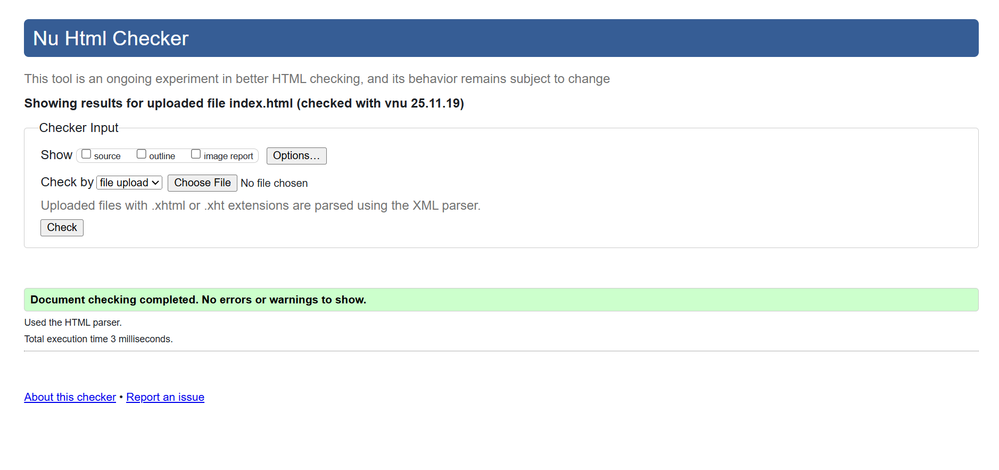 Nu Html Checker
This tool is an ongoing experiment in better HTML checking, and its behavior remains subject to change
Showing results for uploaded file index.html (checked with vnu 25.11.19)
Checker Input
Show source outline image report Options…
Check by file upload Choose File No file chosen
Uploaded files with .xhtml or .xht extensions are parsed using the XML parser.
Check
Document checking completed. No errors or warnings to show.
Used the HTML parser.
Total execution time 3 milliseconds.
About this checker • Report an issue